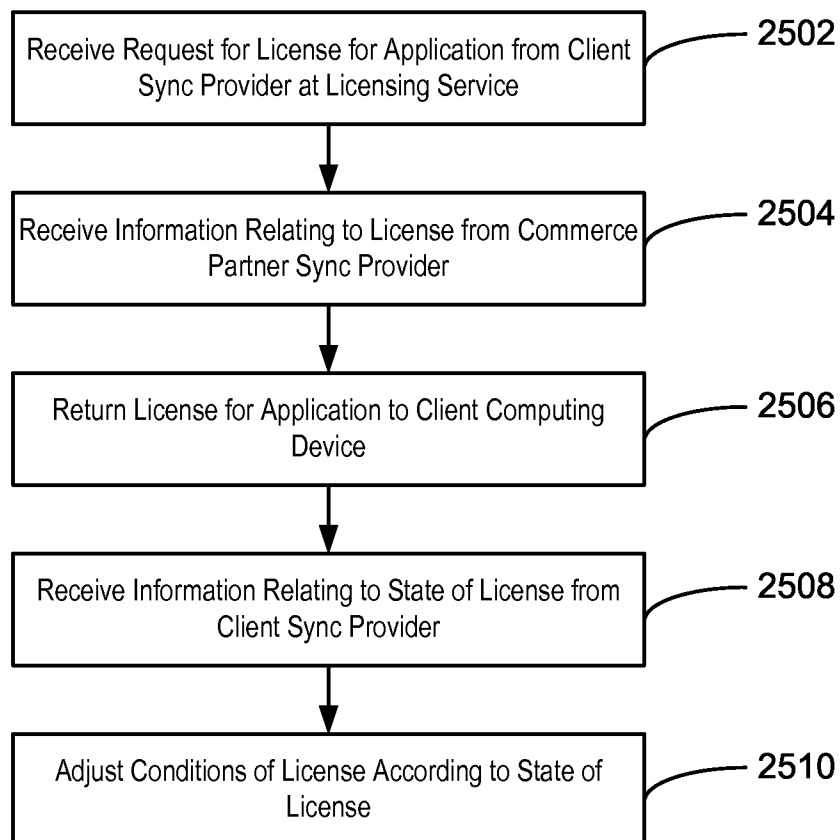 Receive Request for License for Application from Client
Sync Provider at Licensing Service
2502
Receive Information Relating to License from Commerce
Partner Sync Provider
2504
Return License for Application to Client Computing
Device
2506
Receive Information Relating to State of License from
Client Sync Provider
2508
Adjust Conditions of License According to State of
License
2510